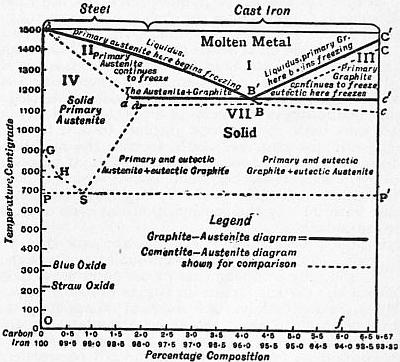 Steel
Cast Iron
A
C'
C
1500
1400
1300
1200
1100
1000
900
800
700
600
500
400
300
200
100
0
Temperature, Centigrade
primary austenite here begins freezing
Liquidus,
Molten Metal
II
Primary
Austenite
continues
to freeze
I
Liquidus, primary Gr.
here begins freezing
III
Primary
Graphite
continues to freeze
eutectic here freezes
IV
Solid
Primary
Austenite
The Austenite+Graphite
B'
B
c'
c
VII
Solid
G
H
P
S
P'
Primary and eutectic
Austenite+eutectic Graphite
Primary and eutectic
Graphite+eutectic Austenite
Legend
Graphite-Austenite diagram=
Cementite-Austenite diagram
shown for comparison
Blue Oxide
Straw Oxide
O
f
Carbon 0 0.5 1.0 1.5 2.0 2.5 3.0 3.5 4.0 4.5 5.0 5.5 6.0 6.5
Iron 100 99.5 99.0 98.5 98.0 97.5 97.0 96.5 96.0 95.5 95.0 94.5 94.0 93.5
Percentage Composition